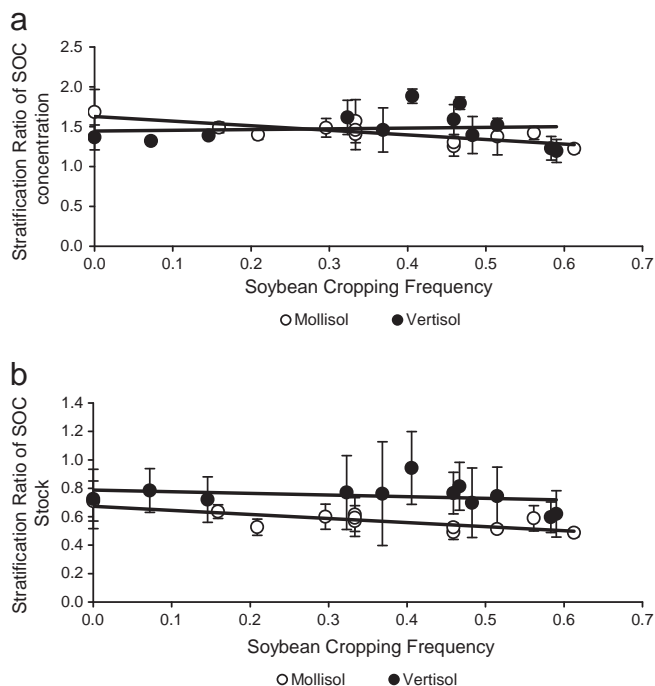 a
Stratification Ratio of SOC
concentration
2.5
2.0
1.5
1.0
0.5
0.0
0.0 0.1 0.2 0.3 0.4 0.5 0.6 0.7
Soybean Cropping Frequency
Mollisol Vertisol
b
Stratification Ratio of SOC
Stock
1.4
1.2
1.0
0.8
0.6
0.4
0.2
0.0
0.0 0.1 0.2 0.3 0.4 0.5 0.6 0.7
Soybean Cropping Frequency
Mollisol Vertisol